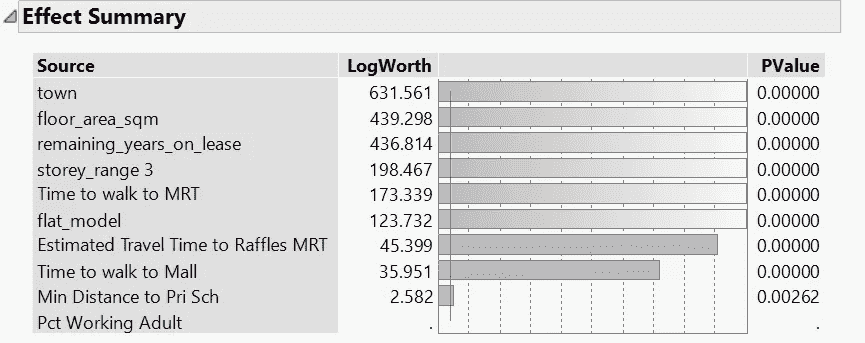 Effect Summary
Source LogWorth PValue
town 631.561 0.00000
floor_area_sqm 439.298 0.00000
remaining_years_on_lease 436.814 0.00000
storey_range 3 198.467 0.00000
Time to walk to MRT 173.339 0.00000
flat_model 123.732 0.00000
Estimated Travel Time to Raffles MRT 45.399 0.00000
Time to walk to Mall 35.951 0.00000
Min Distance to Pri Sch 2.582 0.00262
Pct Working Adult . .